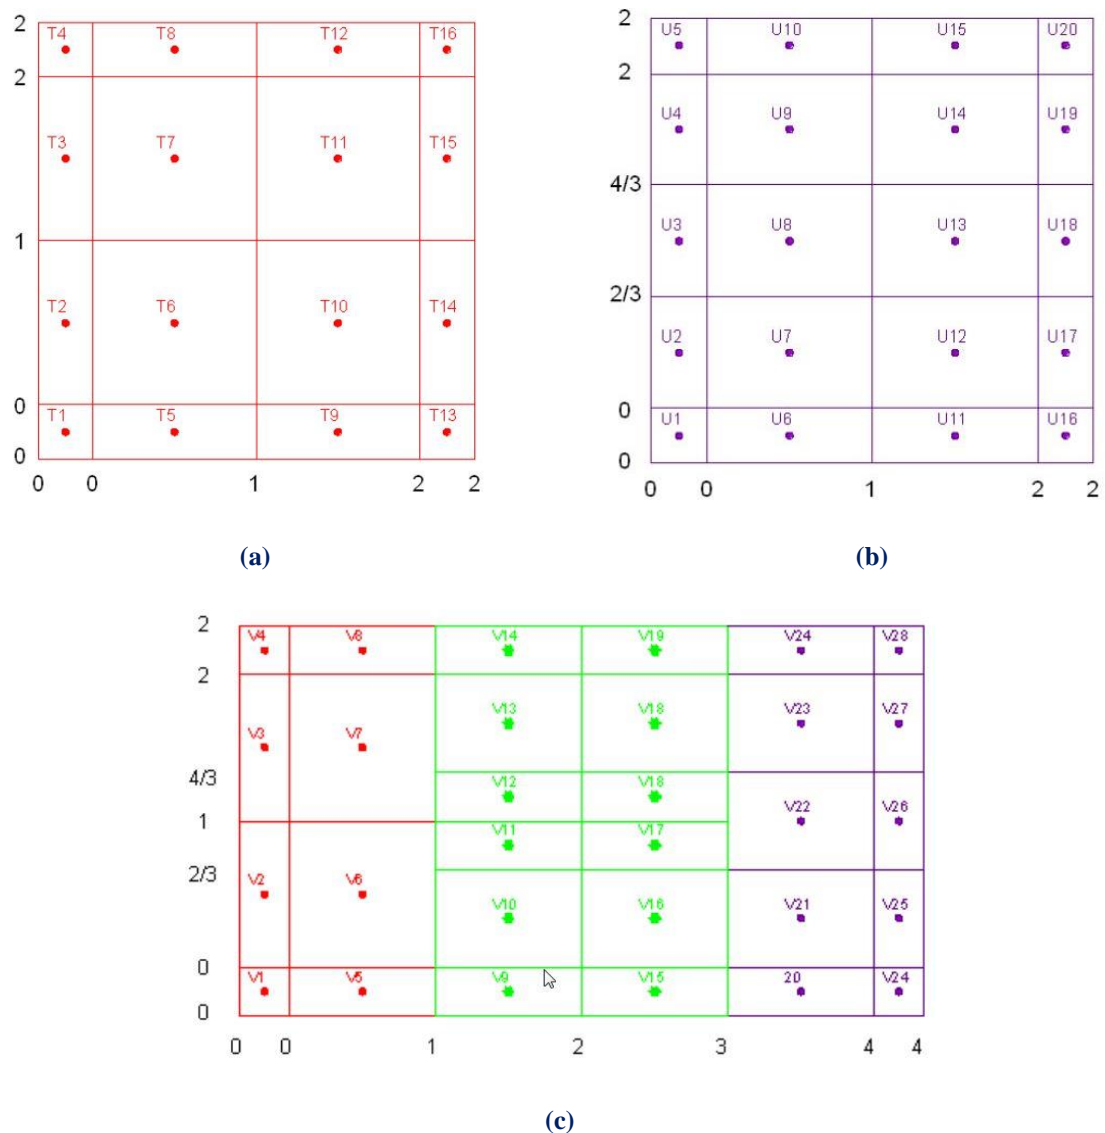 2 T4 T8 T12 T16
2
T3 T7 T11 T15
1
T2 T6 T10 T14
0
T1 T5 T9 T13
0
0 0 1 2 2
(a)
2 U5 U10 U15 U20
2
U4 U9 U14 U19
4/3
U3 U8 U13 U18
2/3
U2 U7 U12 U17
0
U1 U6 U11 U16
0
0 0 1 2 2
(b)
2 V4 V8 V14 V19 V24 V28
2
V3 V7 V13 V18 V23 V27
4/3
V12 V18
V22 V26
1
V11 V17
2/3
V2 V6 V10 V16 V21 V25
0
V1 V5 V9 V15 20 V24
0
0 0 1 2 3 4 4
(c)